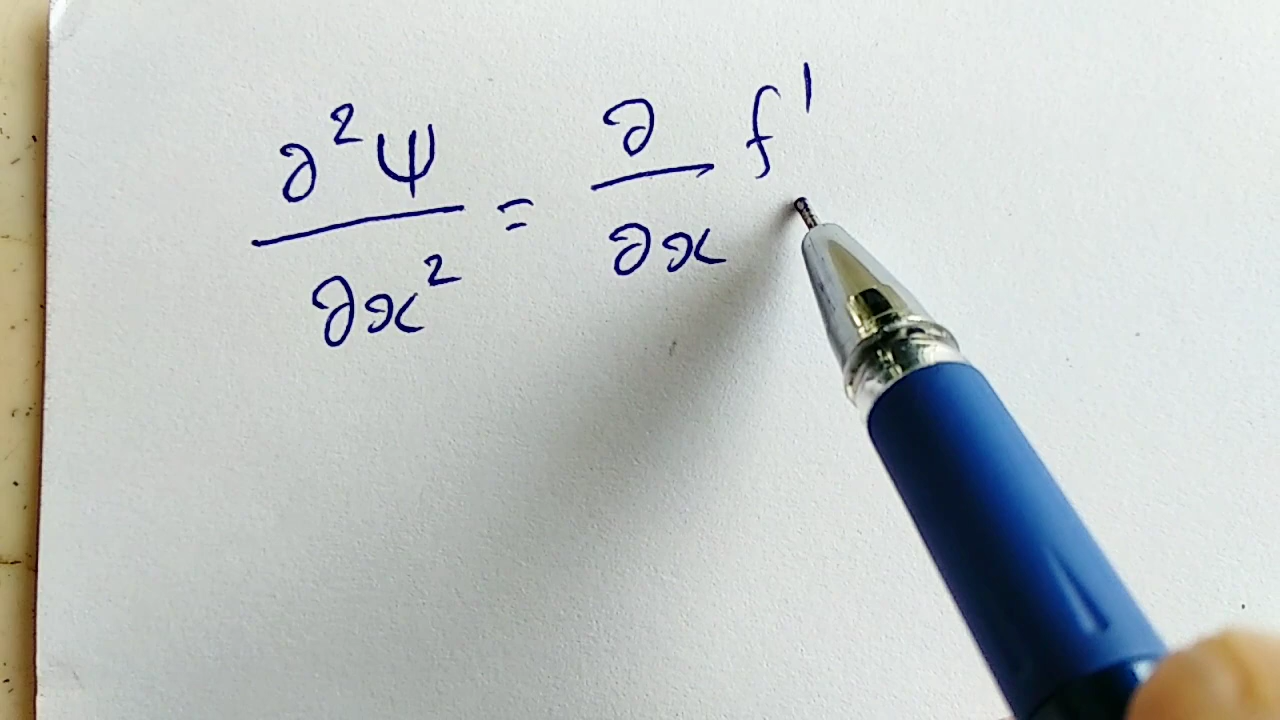 ∂²ψ/∂x² = ∂/∂x f'